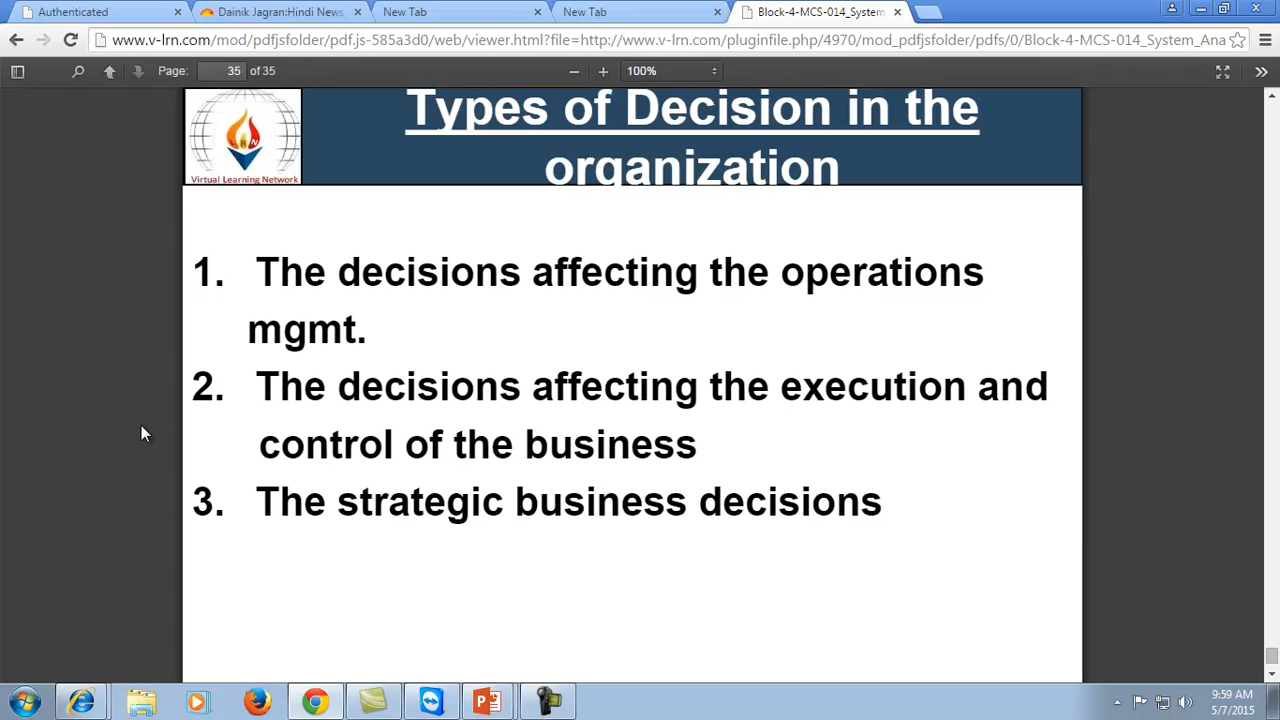 Authenticated
Dainik Jagran:Hindi News,
New Tab
New Tab
Block-4-MCS-014_System
www.v-lrn.com/mod/pdfjsfolder/pdf.js-585a3d0/web/viewer.html?file=http://www.v-lrn.com/pluginfile.php/4970/mod_pdfjsfolder/pdfs/0/Block-4-MCS-014_System_Ana
Page: 35 of 35
100%
Types of Decision in the
organization
Virtual Learning Network
1. The decisions affecting the operations
mgmt.
2. The decisions affecting the execution and
control of the business
3. The strategic business decisions
9:59 AM
5/7/2015